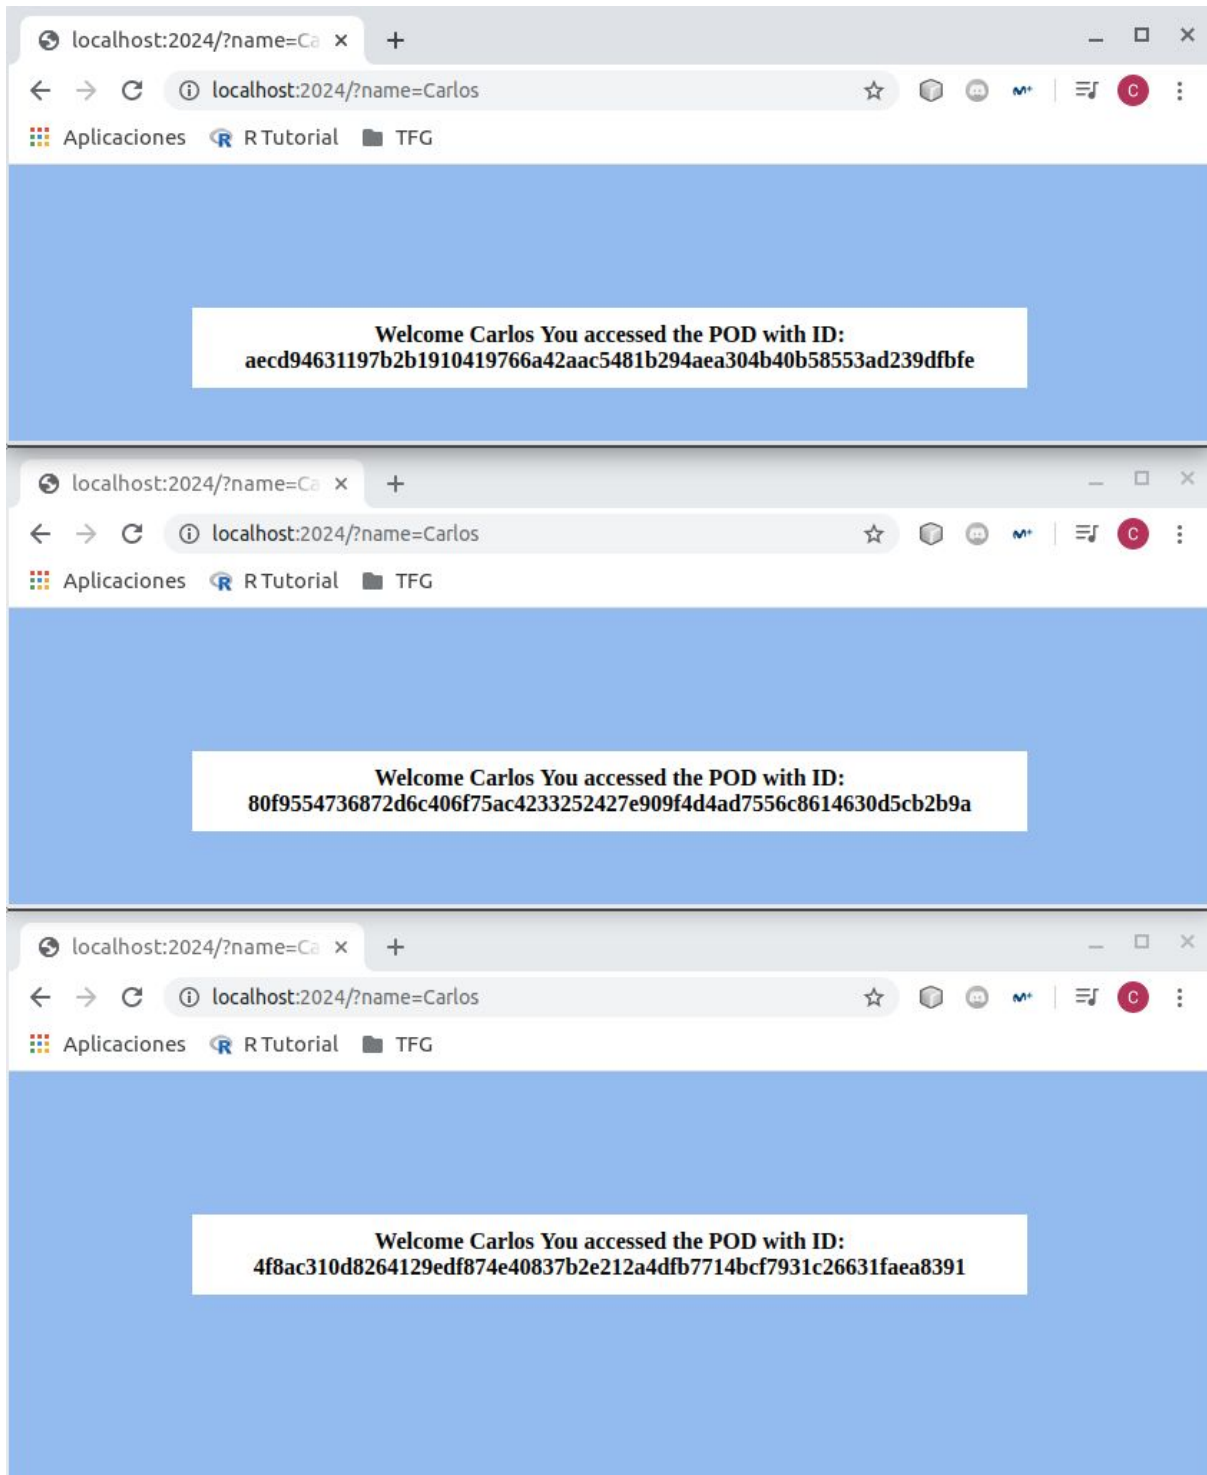 localhost:2024/?name=Ca
localhost:2024/?name=Carlos
C
Aplicaciones R Tutorial TFG
Welcome Carlos You accessed the POD with ID:
aecd94631197b2b1910419766a42aac5481b294aea304b40b58553ad239dfbfe
localhost:2024/?name=Ca
localhost:2024/?name=Carlos
C
Aplicaciones R Tutorial TFG
Welcome Carlos You accessed the POD with ID:
80f9554736872d6c406f75ac4233252427e909f4d4ad7556c8614630d5cb2b9a
localhost:2024/?name=Ca
localhost:2024/?name=Carlos
C
Aplicaciones R Tutorial TFG
Welcome Carlos You accessed the POD with ID:
4f8ac310d8264129edf874e40837b2e212a4dfb7714bcf7931c26631faea8391